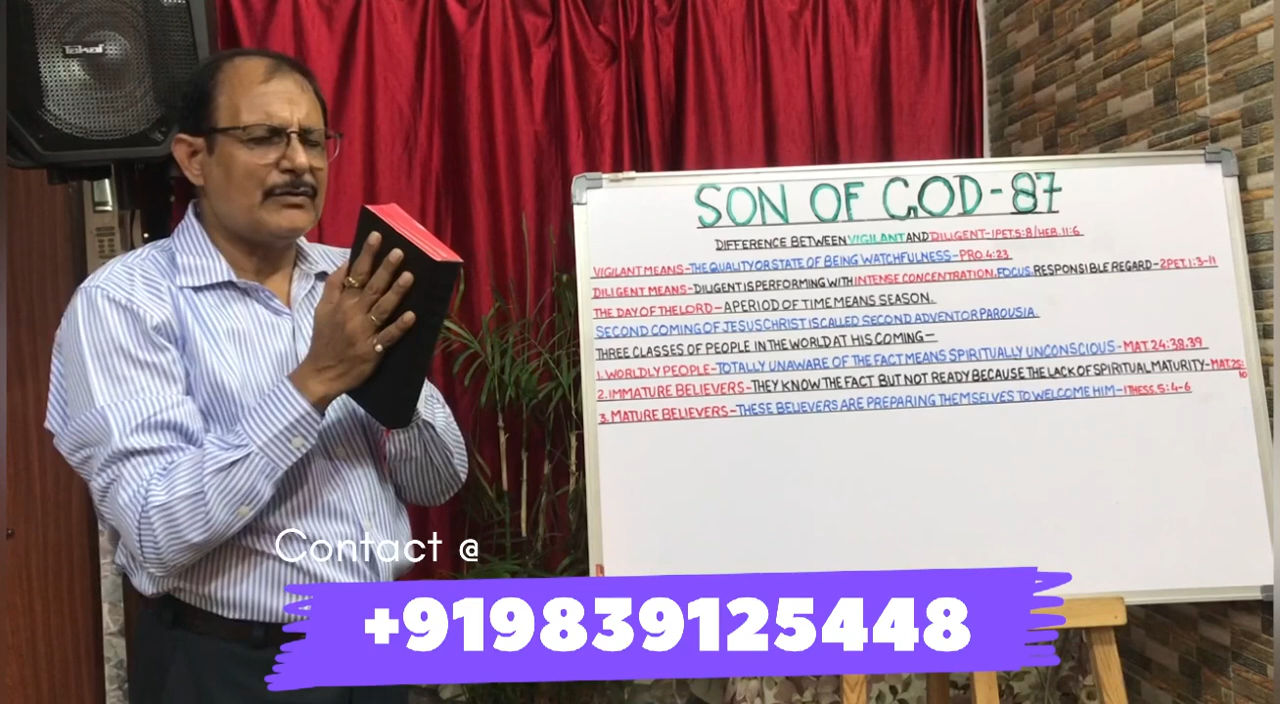 Takai
SON OF GOD-87
DIFFERENCE BETWEEN VIGILANT AND DILIGENT-1PET.5:8/HEB.11:6
VIGILANT MEANS-THE QUALITY OR STATE OF BEING WATCHFULNESS-PRO.4:23
DILIGENT MEANS-DILIGENT IS PERFORMING WITH INTENSE CONCENTRATION, FOCUS, RESPONSIBLE REGARD-2PET.1:3-11
THE DAY OF THE LORD-A PERIOD OF TIME MEANS SEASON.
SECOND COMING OF JESUS CHRIST IS CALLED SECOND ADVENT OR PAROUSIA.
THREE CLASSES OF PEOPLE IN THE WORLD AT HIS COMING-
1. WORLDLY PEOPLE-TOTALLY UNAWARE OF THE FACT MEANS SPIRITUALLY UNCONSCIOUS-MAT.24:38,39
2. IMMATURE BELIEVERS-THEY KNOW THE FACT BUT NOT READY BECAUSE THE LACK OF SPIRITUAL MATURITY-MAT.25:
10
3. MATURE BELIEVERS-THESE BELIEVERS ARE PREPARING THEMSELVES TO WELCOME HIM-1THESS.5:4-6
Contact @
+919839125448